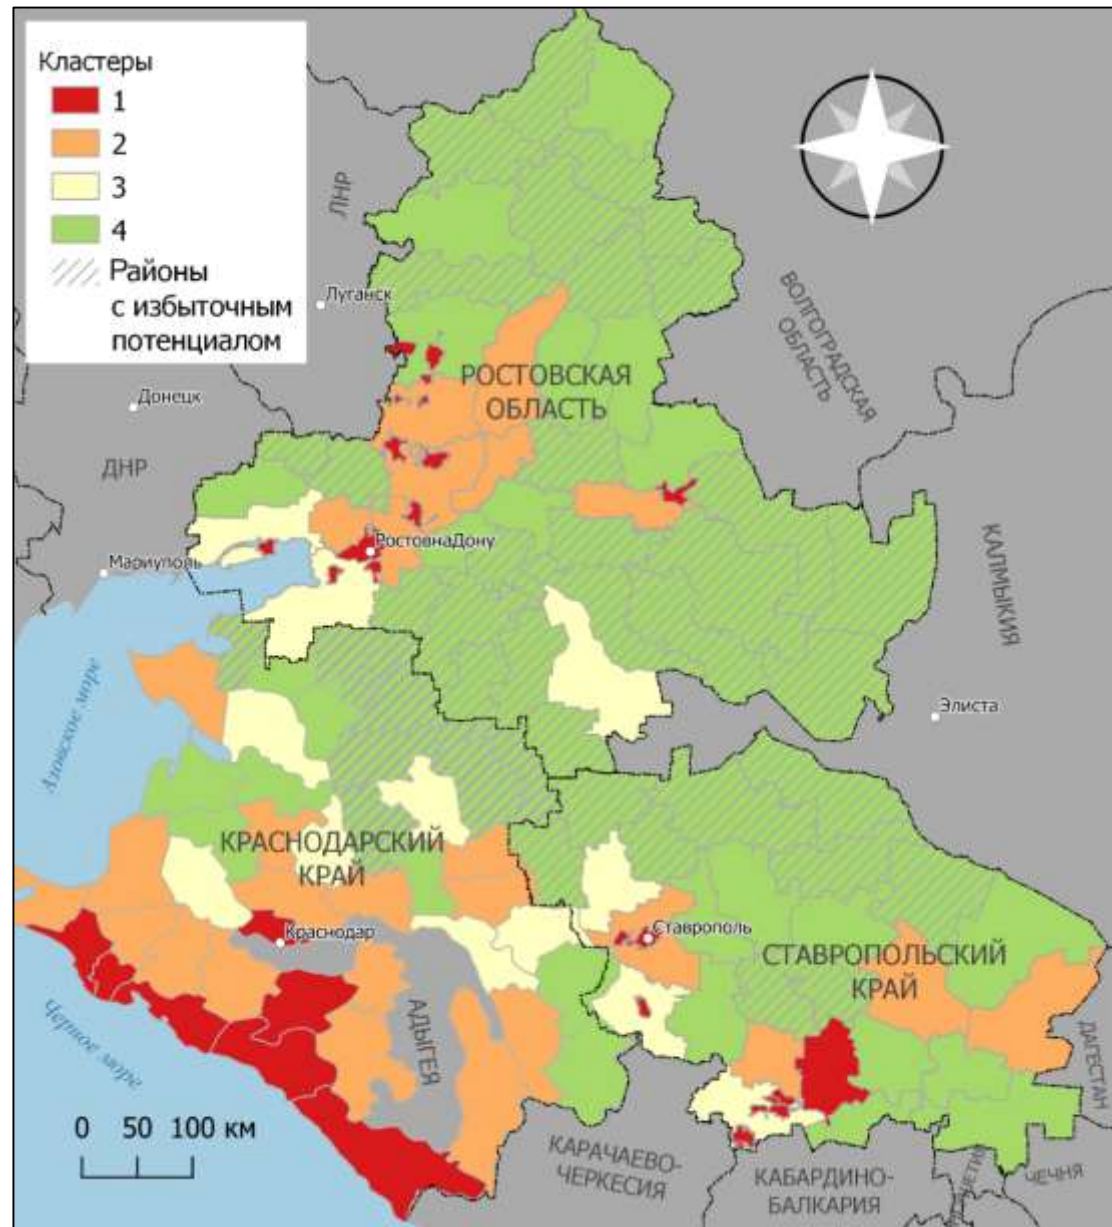 Кластеры
1
2
3
4
Районы
с избыточным
потенциалом
ЛНР
Луганск
ВОЛГОГРАДСКАЯ
ОБЛАСТЬ
РОСТОВСКАЯ
ОБЛАСТЬ
Донецк
ДНР
РостовнаДону
Мариуполь
КАЛМЫКИЯ
Элиста
Азовское море
КРАСНОДАРСКИЙ
КРАЙ
Краснодар
Ставрополь
СТАВРОПОЛЬСКИЙ
КРАЙ
АДЫГЕЯ
Черное море
ДАГЕСТАН
0 50 100 км
КАРАЧАЕВО-
ЧЕРКЕСИЯ
КАБАРДИНО-
БАЛКАРИЯ
ЧЕЧНЯ